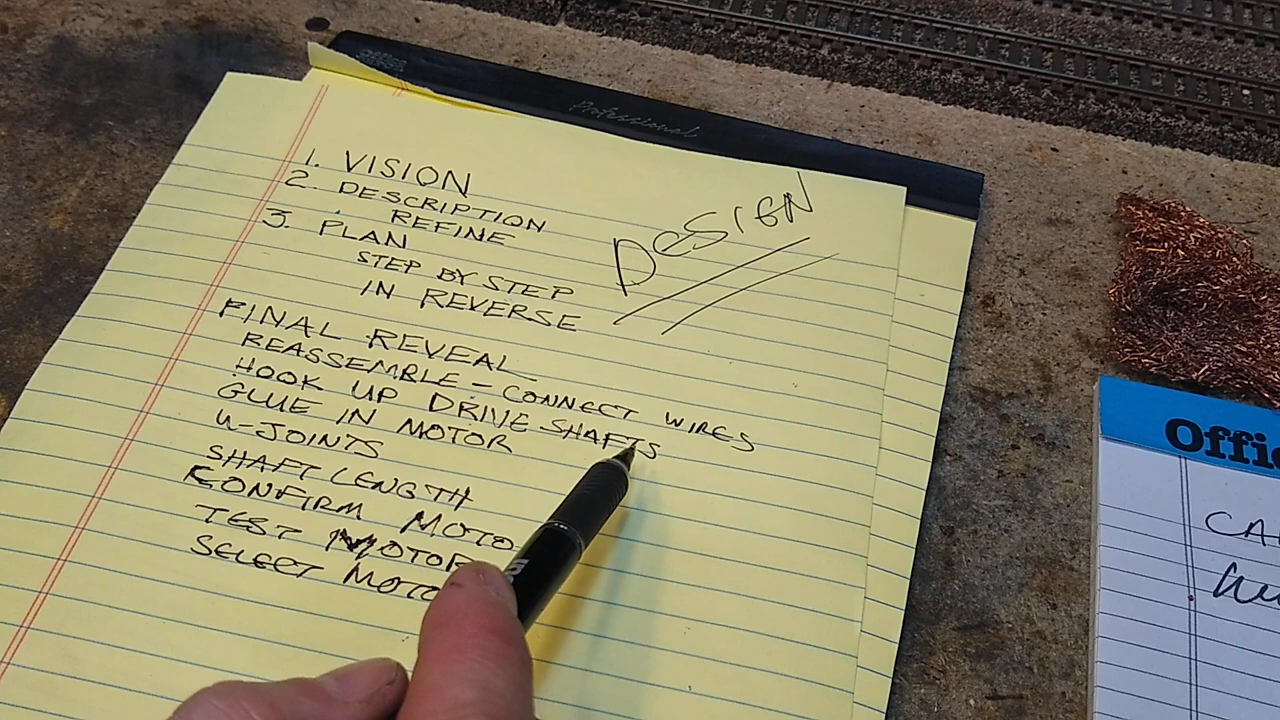 Professional
DESIGN
1. VISION
2. DESCRIPTION
REFINE
3. PLAN
STEP BY STEP
IN REVERSE
FINAL REVEAL
REASSEMBLE - CONNECT WIRES
HOOK UP DRIVE SHAFTS
GLUE IN MOTOR
U-JOINTS
SHAFT LENGTH
CONFIRM MOTO
TEST MOTOR
SELECT MOTO
Offi
CA